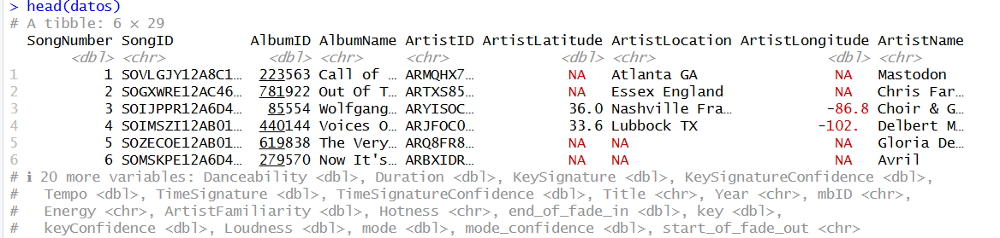 > head(datos)
# A tibble: 6 × 29
  SongNumber SongID          AlbumID AlbumName ArtistID ArtistLatitude ArtistLocation ArtistLongitude ArtistName
       <dbl> <chr>             <dbl> <chr>     <chr>             <dbl> <chr>                    <dbl> <chr>
1          1 SOVLGJY12A8C1…   223563 Call of … ARMQHX7…           NA   Atlanta GA                NA  Mastodon
2          2 SOGXWRE12AC46…   781922 Out Of T… ARTXS85…           NA   Essex England             NA  Chris Far…
3          3 SOIJPPR12A6D4…    85554 Wolfgang… ARYISOC…           36.0 Nashville Fra…           -86.8 Choir & G…
4          4 SOIMSZI12AB01…   440144 Voices O… ARJFOC0…           33.6 Lubbock TX              -102.  Delbert M…
5          5 SOZECOE12AB01…   619838 The Very… ARQ8FR8…           NA   NA                        NA  Gloria De…
6          6 SOMSKPE12A6D4…   279570 Now It's… ARBXIDR…           NA   NA                        NA  Avril
# ℹ 20 more variables: Danceability <dbl>, Duration <dbl>, KeySignature <dbl>, KeySignatureConfidence <dbl>,
#   Tempo <dbl>, TimeSignature <dbl>, TimeSignatureConfidence <dbl>, Title <chr>, Year <chr>, mbID <chr>,
#   Energy <chr>, ArtistFamiliarity <dbl>, Hotness <chr>, end_of_fade_in <dbl>, key <dbl>,
#   keyConfidence <dbl>, Loudness <dbl>, mode <dbl>, mode_confidence <dbl>, start_of_fade_out <chr>